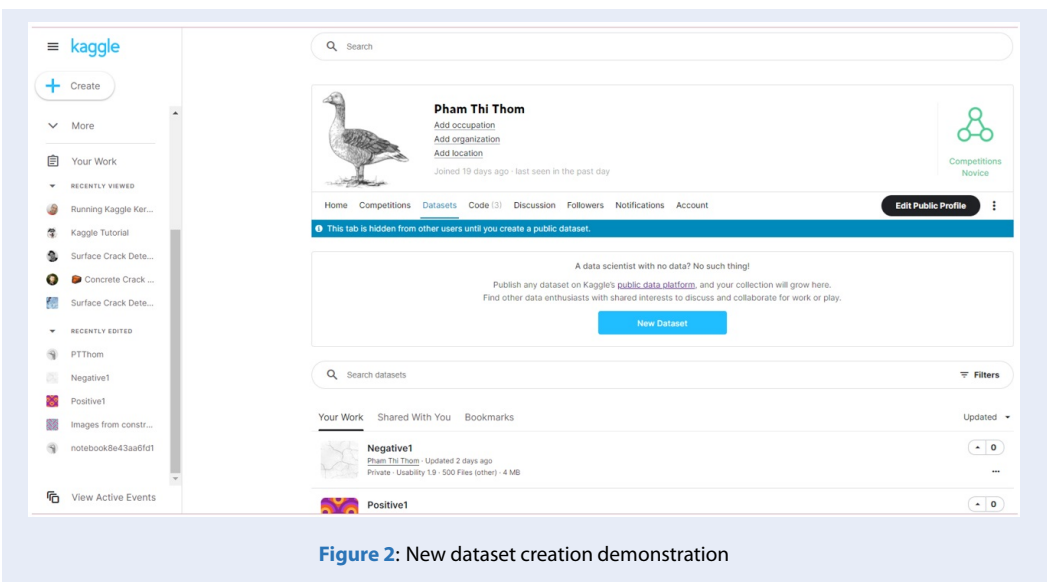 kaggle
Search
Create
More
Your Work
RECENTLY VIEWED
Running Kaggle Ker...
Kaggle Tutorial
Surface Crack Dete...
Concrete Crack ...
Surface Crack Dete...
RECENTLY EDITED
PTThom
Negative1
Positive1
Images from constr...
notebook8e43aa6fd1
View Active Events
Pham Thi Thom
Add occupation
Add organization
Add location
Joined 19 days ago · last seen in the past day
Competitions
Novice
Home Competitions Datasets Code (3) Discussion Followers Notifications Account Edit Public Profile
This tab is hidden from other users until you create a public dataset.
A data scientist with no data? No such thing!
Publish any dataset on Kaggle's public data platform, and your collection will grow here.
Find other data enthusiasts with shared interests to discuss and collaborate for work or play.
New Dataset
Search datasets Filters
Your Work Shared With You Bookmarks Updated
Negative1 0
Pham Thi Thom · Updated 2 days ago
Private · Usability 1.9 · 500 Files (other) · 4 MB
Positive1 0
Figure 2: New dataset creation demonstration